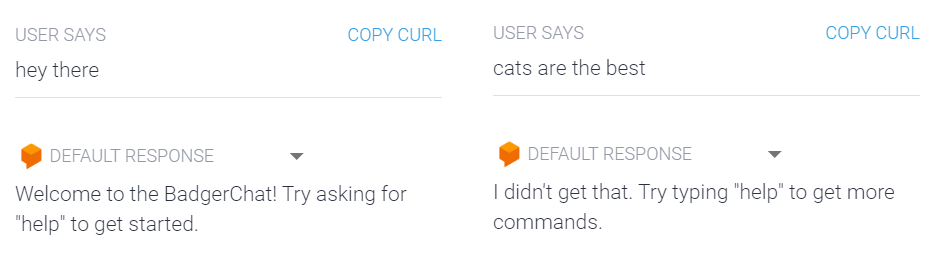 USER SAYS
COPY CURL
hey there
DEFAULT RESPONSE
Welcome to the BadgerChat! Try asking for
"help" to get started.
USER SAYS
COPY CURL
cats are the best
DEFAULT RESPONSE
I didn't get that. Try typing "help" to get more
commands.